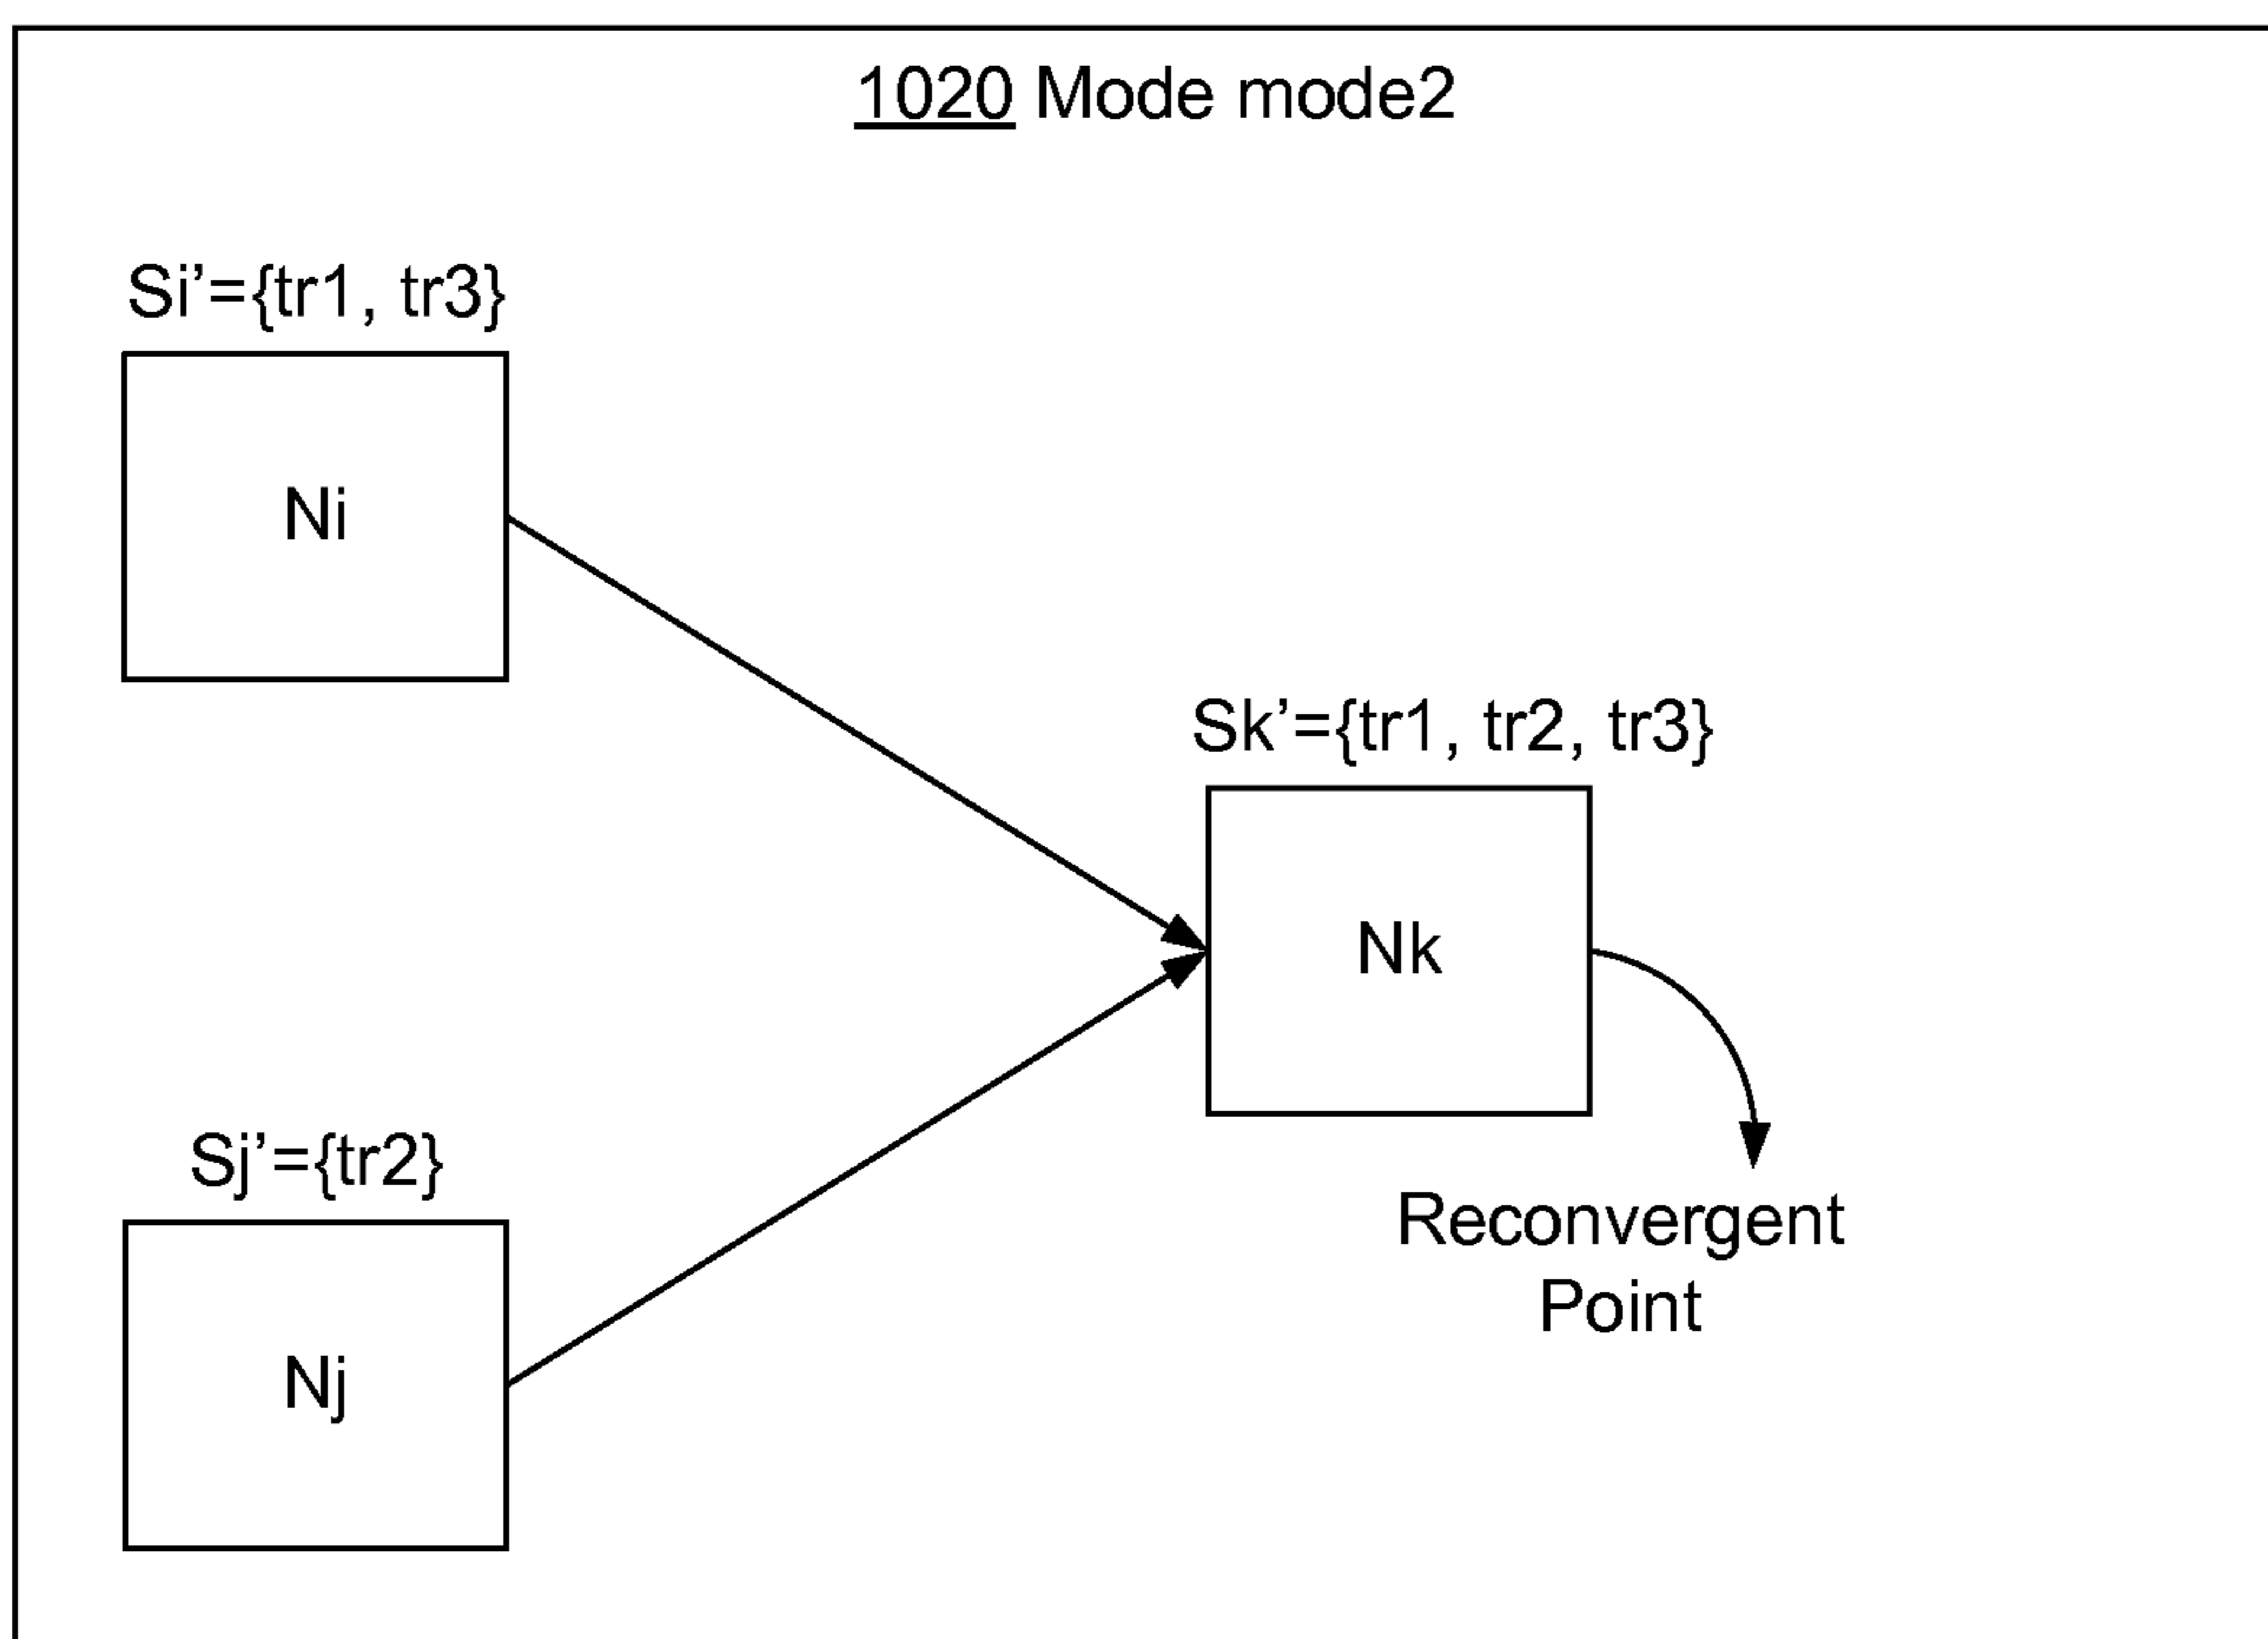 1020 Mode mode2
Si’={tr1, tr3}
Ni
Sk’={tr1, tr2, tr3}
Nk
Sj’={tr2}
Nj
Reconvergent
Point